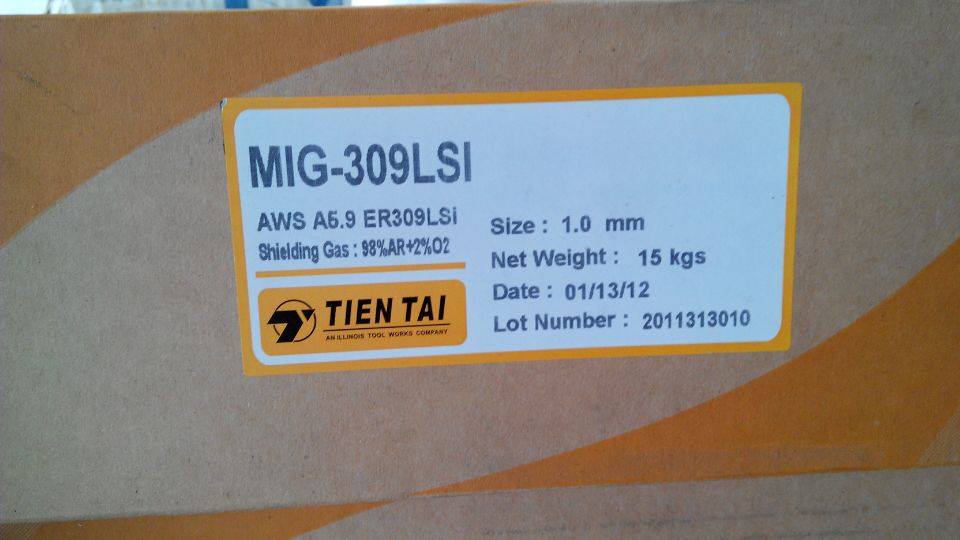 MIG-309LSI
AWS A5.9 ER309LSi
Shielding Gas : 98%AR+2%O2
TIEN TAI
AN ILLINOIS TOOL WORKS COMPANY
Size : 1.0 mm
Net Weight : 15 kgs
Date : 01/13/12
Lot Number : 2011313010